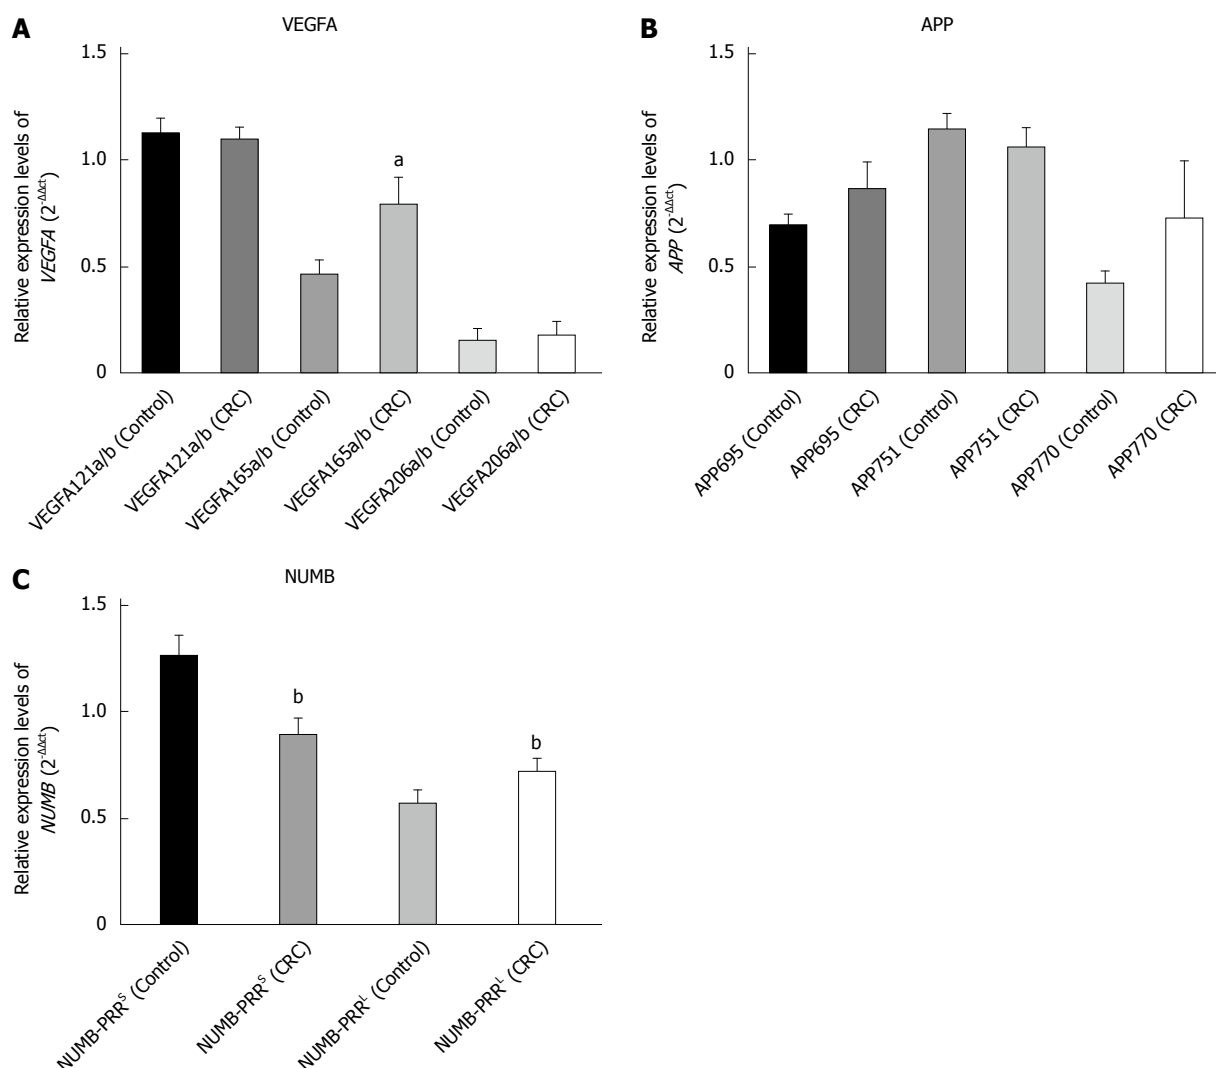 A
VEGFA
Relative expression levels of
VEGFA (2^-ΔΔct)
1.5
1.0
0.5
0
a
VEGFA121a/b (Control)
VEGFA121a/b (CRC)
VEGFA165a/b (Control)
VEGFA165a/b (CRC)
VEGFA206a/b (Control)
VEGFA206a/b (CRC)
B
APP
Relative expression levels of
APP (2^-ΔΔct)
1.5
1.0
0.5
0
APP695 (Control)
APP695 (CRC)
APP751 (Control)
APP751 (CRC)
APP770 (Control)
APP770 (CRC)
C
NUMB
Relative expression levels of
NUMB (2^-ΔΔct)
1.5
1.0
0.5
0
b
b
NUMB-PRR^S (Control)
NUMB-PRR^S (CRC)
NUMB-PRR^L (Control)
NUMB-PRR^L (CRC)